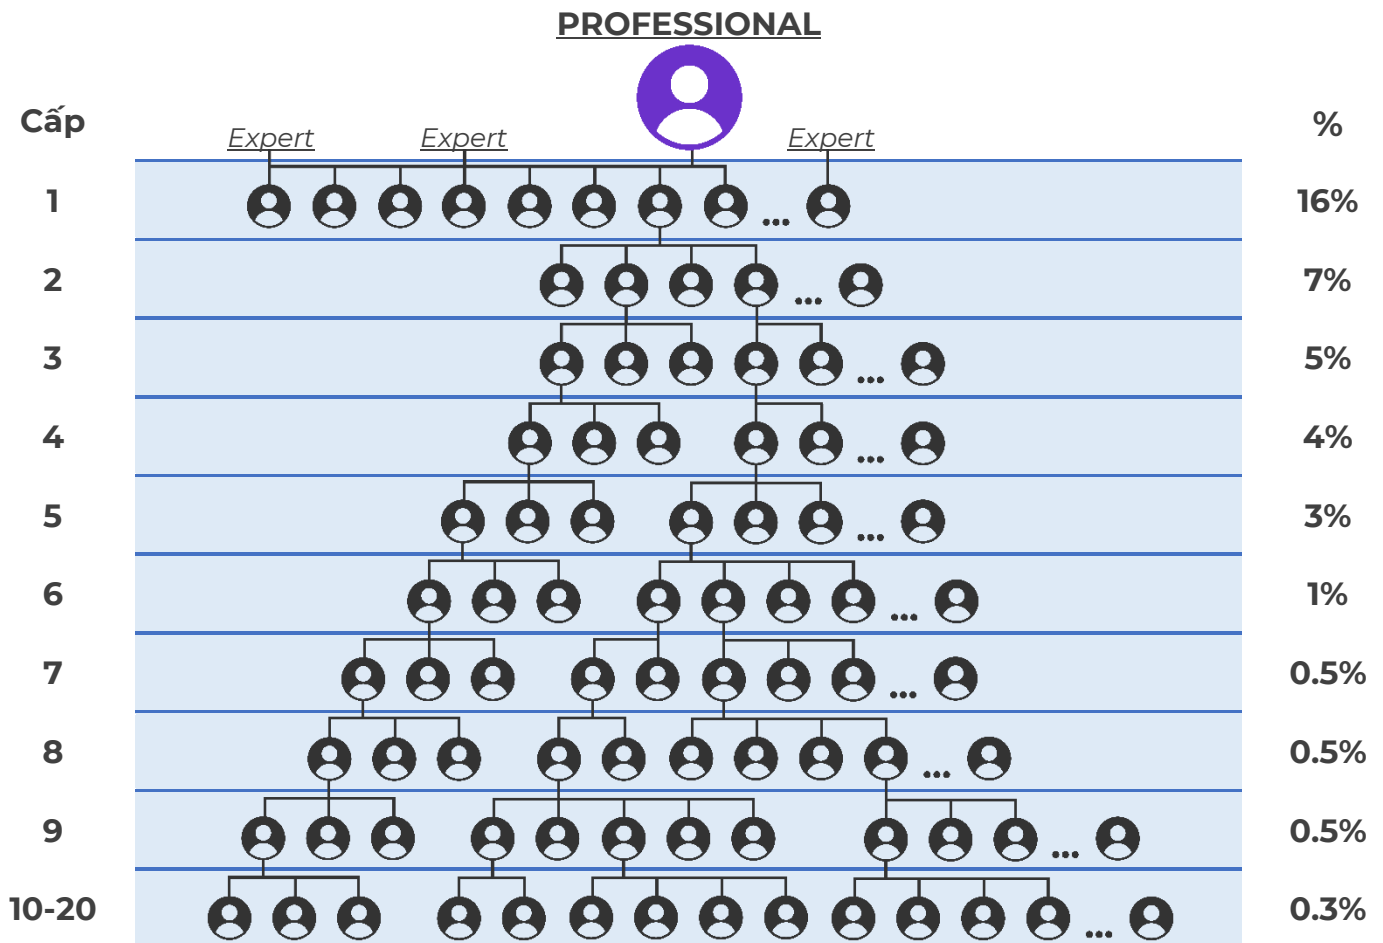 PROFESSIONAL
Cấp
Expert Expert Expert
%
1 ... 16%
2 ... 7%
3 ... 5%
4 ... 4%
5 ... 3%
6 ... 1%
7 ... 0.5%
8 ... 0.5%
9 ... 0.5%
10-20 ... 0.3%